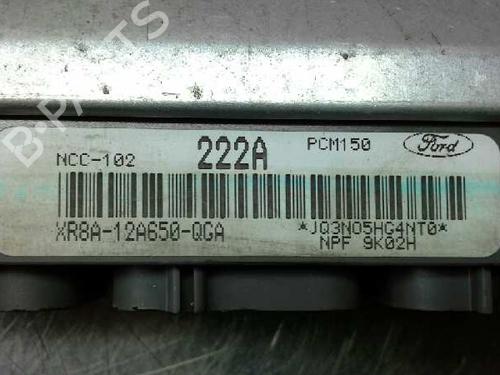 B-PARTS
NCC-102 222A PCM150 Ford
XR8A-12A650-QGA *JQ3N05HG4NT0*
NPF 9K02H